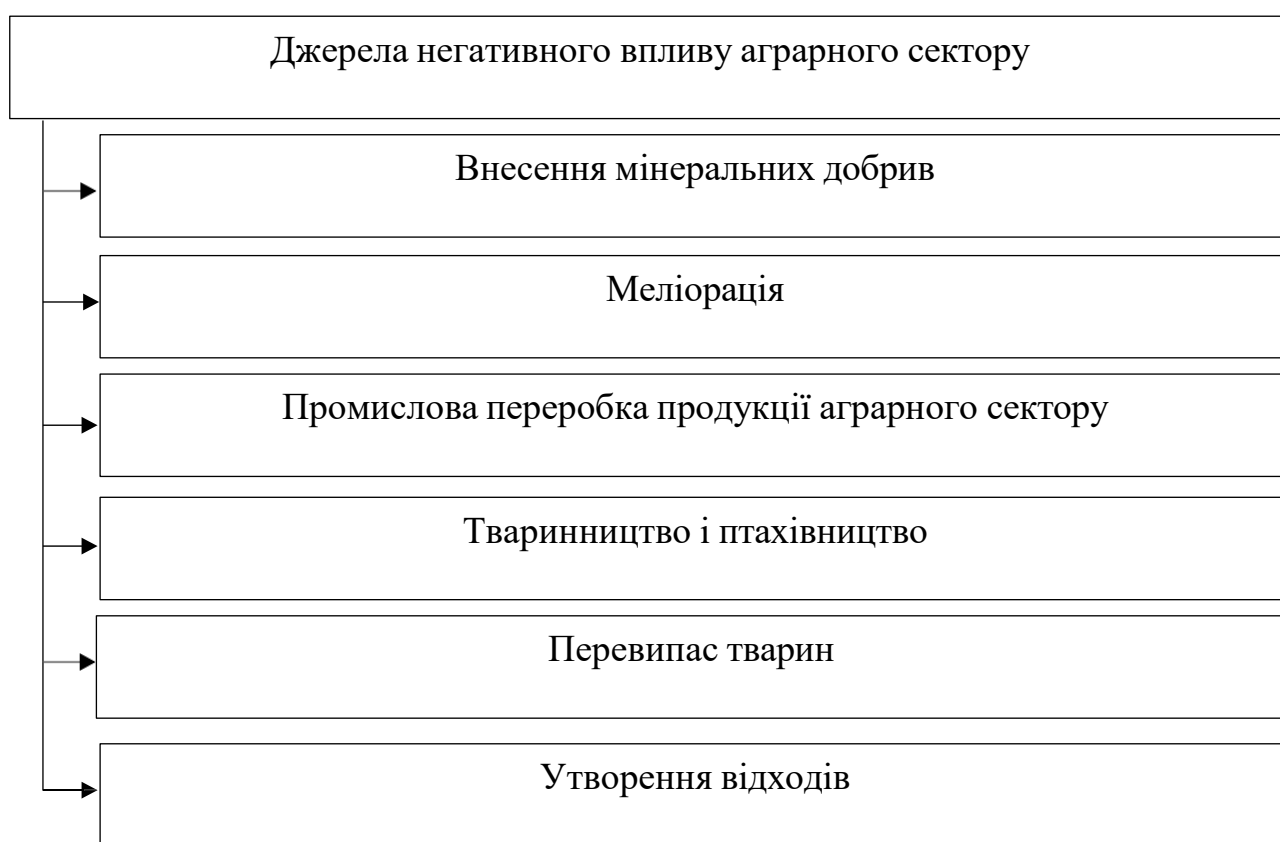 Джерела негативного впливу аграрного сектору
Внесення мінеральних добрив
Меліорація
Промислова переробка продукції аграрного сектору
Тваринництво і птахівництво
Перевипас тварин
Утворення відходів